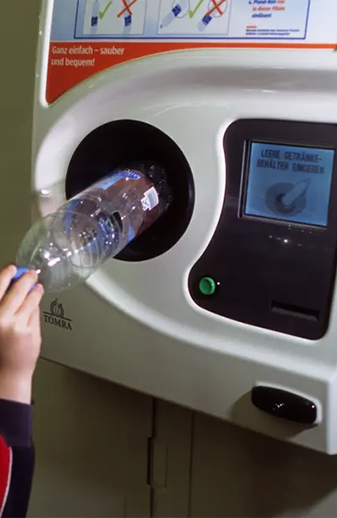 Ganz einfach – sauber
und bequem!
LEERE GETRÄNKE-
BEHÄLTER EINGEBEN
TOMRA